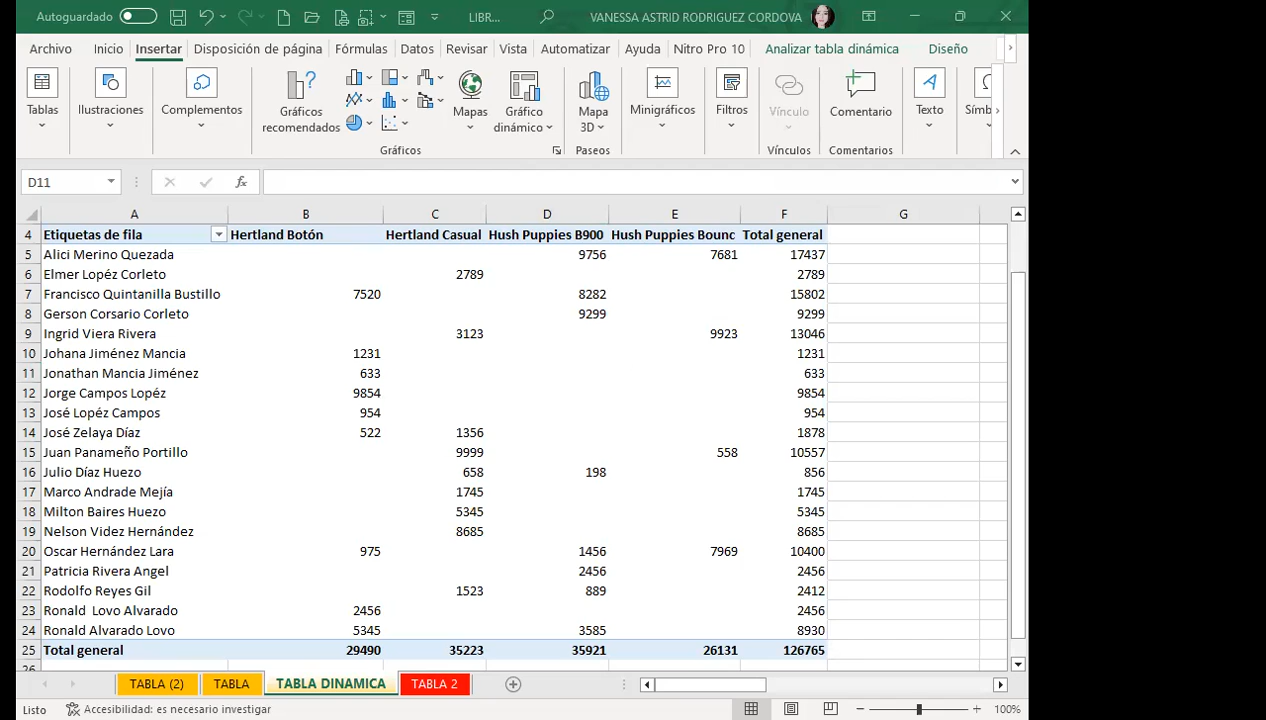 Autoguardado LIBR... VANESSA ASTRID RODRIGUEZ CORDOVA
Archivo Inicio Insertar Disposición de página Fórmulas Datos Revisar Vista Automatizar Ayuda Nitro Pro 10 Analizar tabla dinámica Diseño
Tablas Ilustraciones Complementos Gráficos recomendados Mapas Gráfico dinámico Mapa 3D Minigráficos Filtros Vínculo Comentario Texto Símb
Gráficos Paseos Vínculos Comentarios
D11 fx
A B C D E F G
4 Etiquetas de fila Hertland Botón Hertland Casual Hush Puppies B900 Hush Puppies Bounc Total general
5 Alici Merino Quezada 9756 7681 17437
6 Elmer Lopéz Corleto 2789 2789
7 Francisco Quintanilla Bustillo 7520 8282 15802
8 Gerson Corsario Corleto 9299 9299
9 Ingrid Viera Rivera 3123 9923 13046
10 Johana Jiménez Mancia 1231 1231
11 Jonathan Mancia Jiménez 633 633
12 Jorge Campos Lopéz 9854 9854
13 José Lopéz Campos 954 954
14 José Zelaya Díaz 522 1356 1878
15 Juan Panameño Portillo 9999 558 10557
16 Julio Díaz Huezo 658 198 856
17 Marco Andrade Mejía 1745 1745
18 Milton Baires Huezo 5345 5345
19 Nelson Videz Hernández 8685 8685
20 Oscar Hernández Lara 975 1456 7969 10400
21 Patricia Rivera Angel 2456 2456
22 Rodolfo Reyes Gil 1523 889 2412
23 Ronald  Lovo Alvarado 2456 2456
24 Ronald Alvarado Lovo 5345 3585 8930
25 Total general 29490 35223 35921 26131 126765
26
TABLA (2) TABLA TABLA DINAMICA TABLA 2
Listo Accesibilidad: es necesario investigar 100%